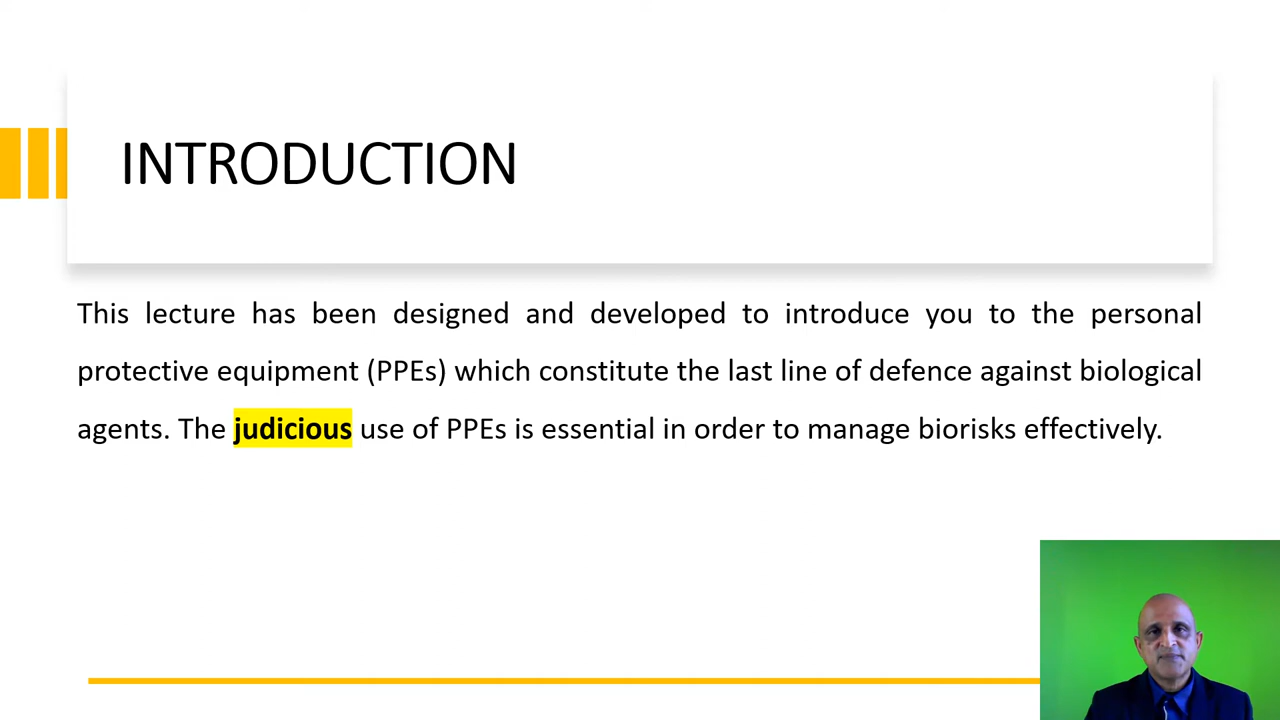 INTRODUCTION
This lecture has been designed and developed to introduce you to the personal
protective equipment (PPEs) which constitute the last line of defence against biological
agents. The judicious use of PPEs is essential in order to manage biorisks effectively.